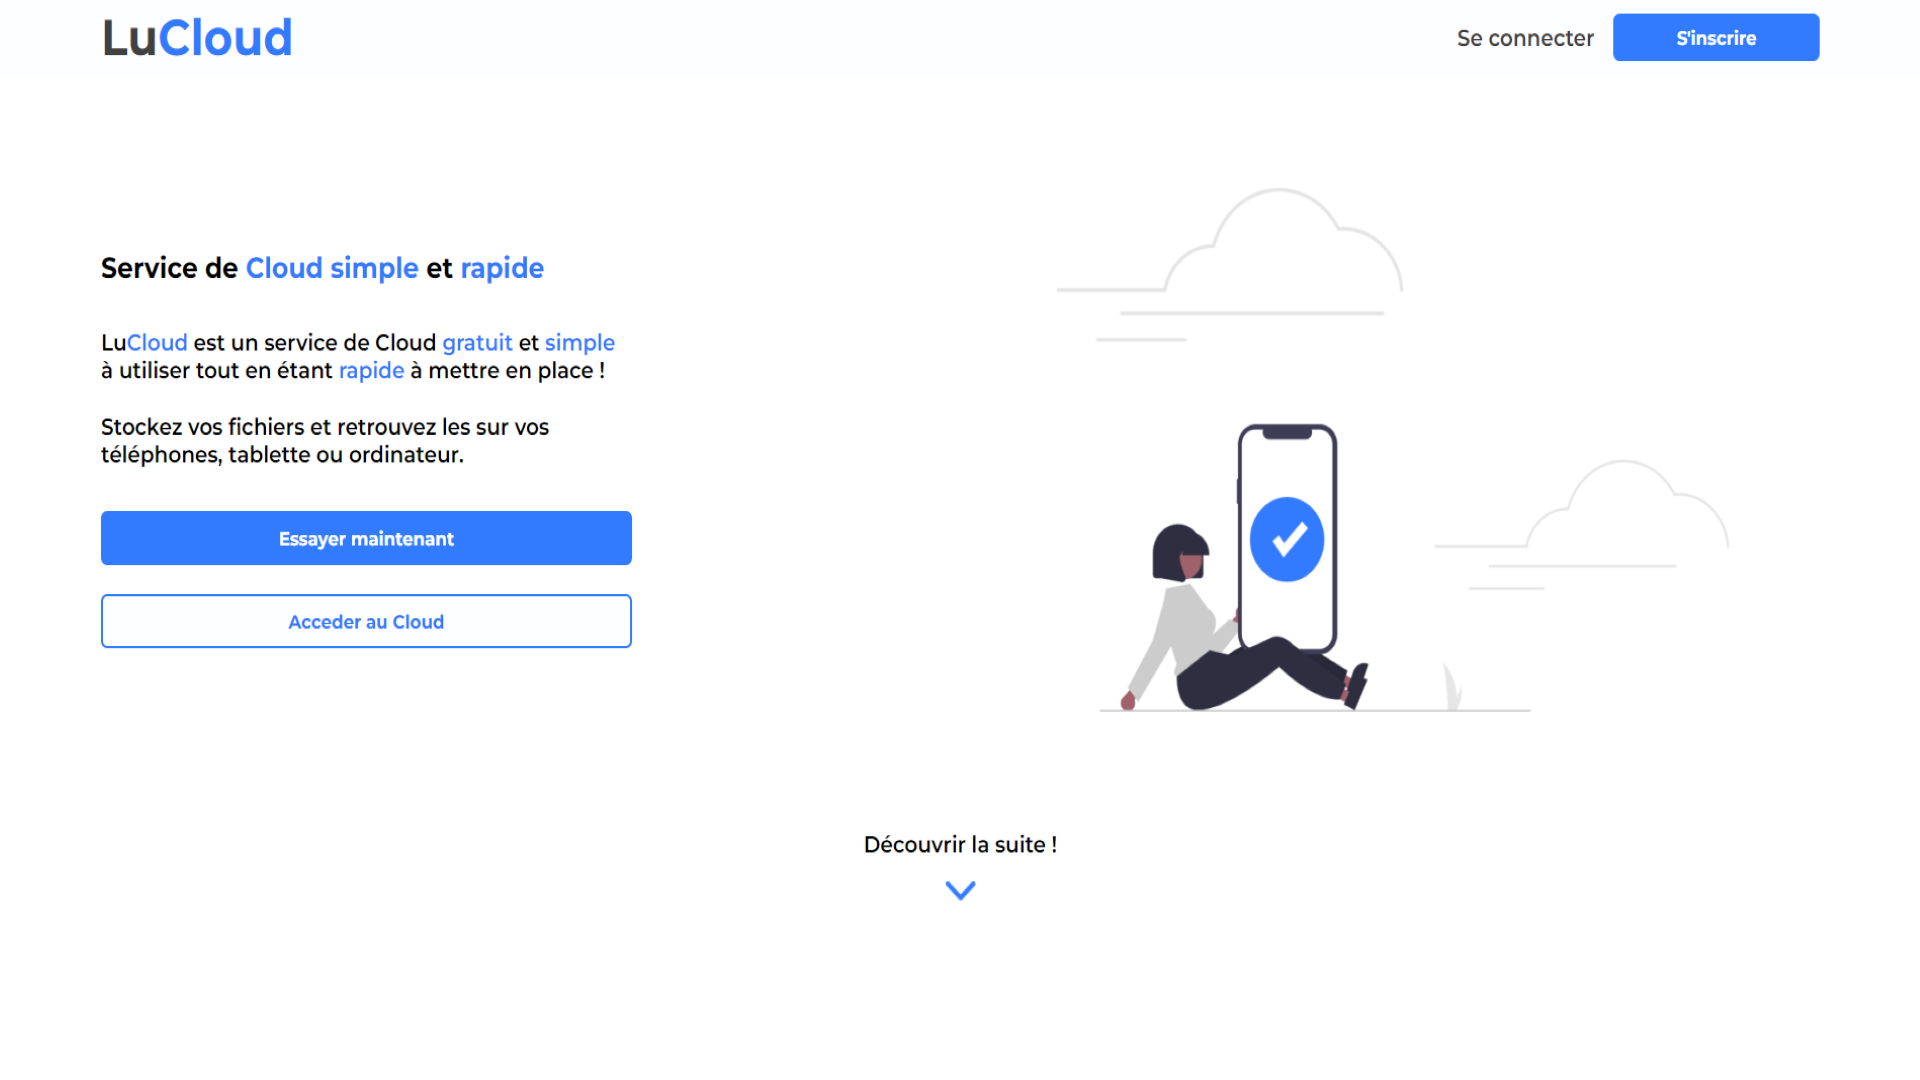 LuCloud
Se connecter
S'inscrire
Service de Cloud simple et rapide
LuCloud est un service de Cloud gratuit et simple
à utiliser tout en étant rapide à mettre en place !
Stockez vos fichiers et retrouvez les sur vos
téléphones, tablette ou ordinateur.
Essayer maintenant
Acceder au Cloud
Découvrir la suite !